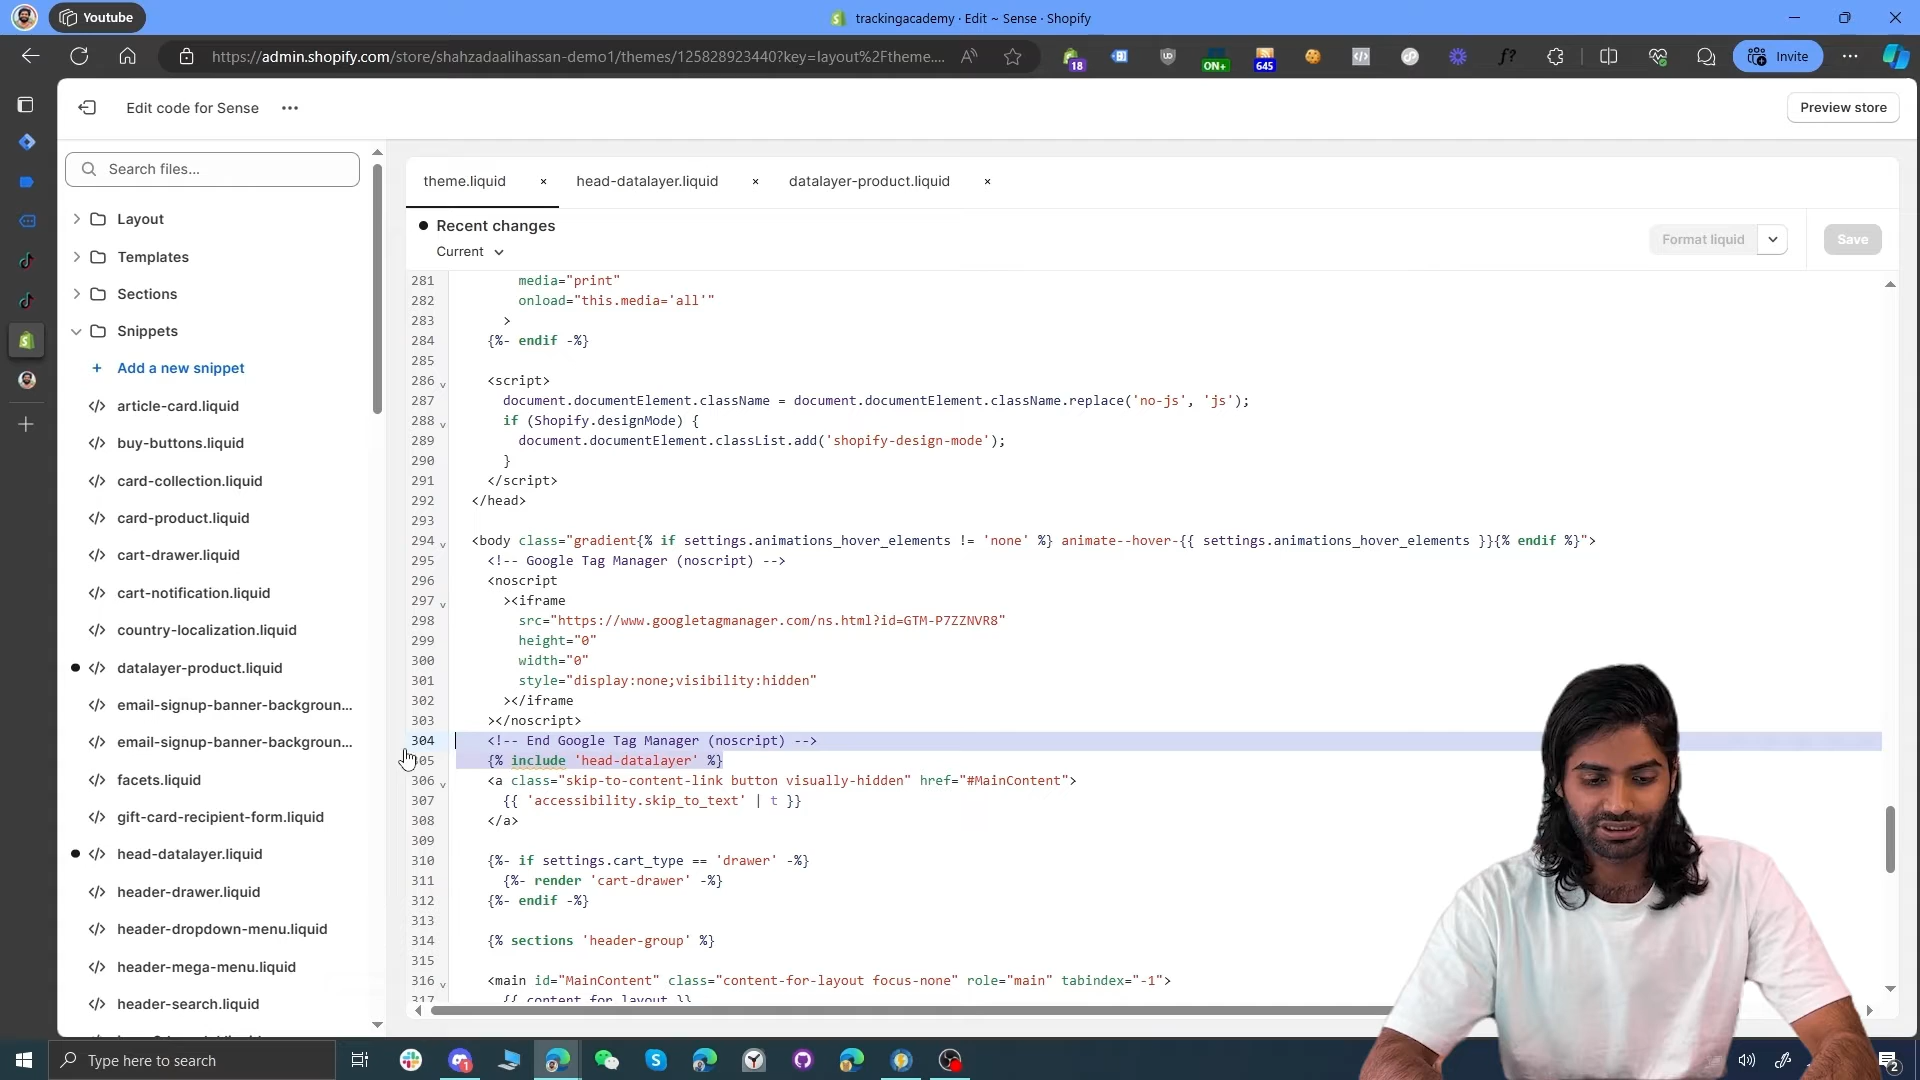 Youtube
trackingacademy · Edit ~ Sense · Shopify
https://admin.shopify.com/store/shahzadaalihassan-demo1/themes/125828923440?key=layout%2Ftheme....
18
ON+
645
Invite
Edit code for Sense
Preview store
Search files...
Layout
Templates
Sections
Snippets
Add a new snippet
article-card.liquid
buy-buttons.liquid
card-collection.liquid
card-product.liquid
cart-drawer.liquid
cart-notification.liquid
country-localization.liquid
datalayer-product.liquid
email-signup-banner-backgroun...
email-signup-banner-backgroun...
facets.liquid
gift-card-recipient-form.liquid
head-datalayer.liquid
header-drawer.liquid
header-dropdown-menu.liquid
header-mega-menu.liquid
header-search.liquid
theme.liquid
head-datalayer.liquid
datalayer-product.liquid
Recent changes
Current
Format liquid
Save
281 media="print"
282 onload="this.media='all'"
283 >
284 {%- endif -%}
285
286 <script>
287 document.documentElement.className = document.documentElement.className.replace('no-js', 'js');
288 if (Shopify.designMode) {
289 document.documentElement.classList.add('shopify-design-mode');
290 }
291 </script>
292 </head>
293
294 <body class="gradient{% if settings.animations_hover_elements != 'none' %} animate--hover-{{ settings.animations_hover_elements }}{% endif %}">
295 <!-- Google Tag Manager (noscript) -->
296 <noscript
297 ><iframe
298 src="https://www.googletagmanager.com/ns.html?id=GTM-P7ZZNVR8"
299 height="0"
300 width="0"
301 style="display:none;visibility:hidden"
302 ></iframe
303 ></noscript>
304 <!-- End Google Tag Manager (noscript) -->
305 {% include 'head-datalayer' %}
306 <a class="skip-to-content-link button visually-hidden" href="#MainContent">
307 {{ 'accessibility.skip_to_text' | t }}
308 </a>
309
310 {%- if settings.cart_type == 'drawer' -%}
311 {%- render 'cart-drawer' -%}
312 {%- endif -%}
313
314 {% sections 'header-group' %}
315
316 <main id="MainContent" class="content-for-layout focus-none" role="main" tabindex="-1">
317 {{ content_for_layout }}
Type here to search
1
2